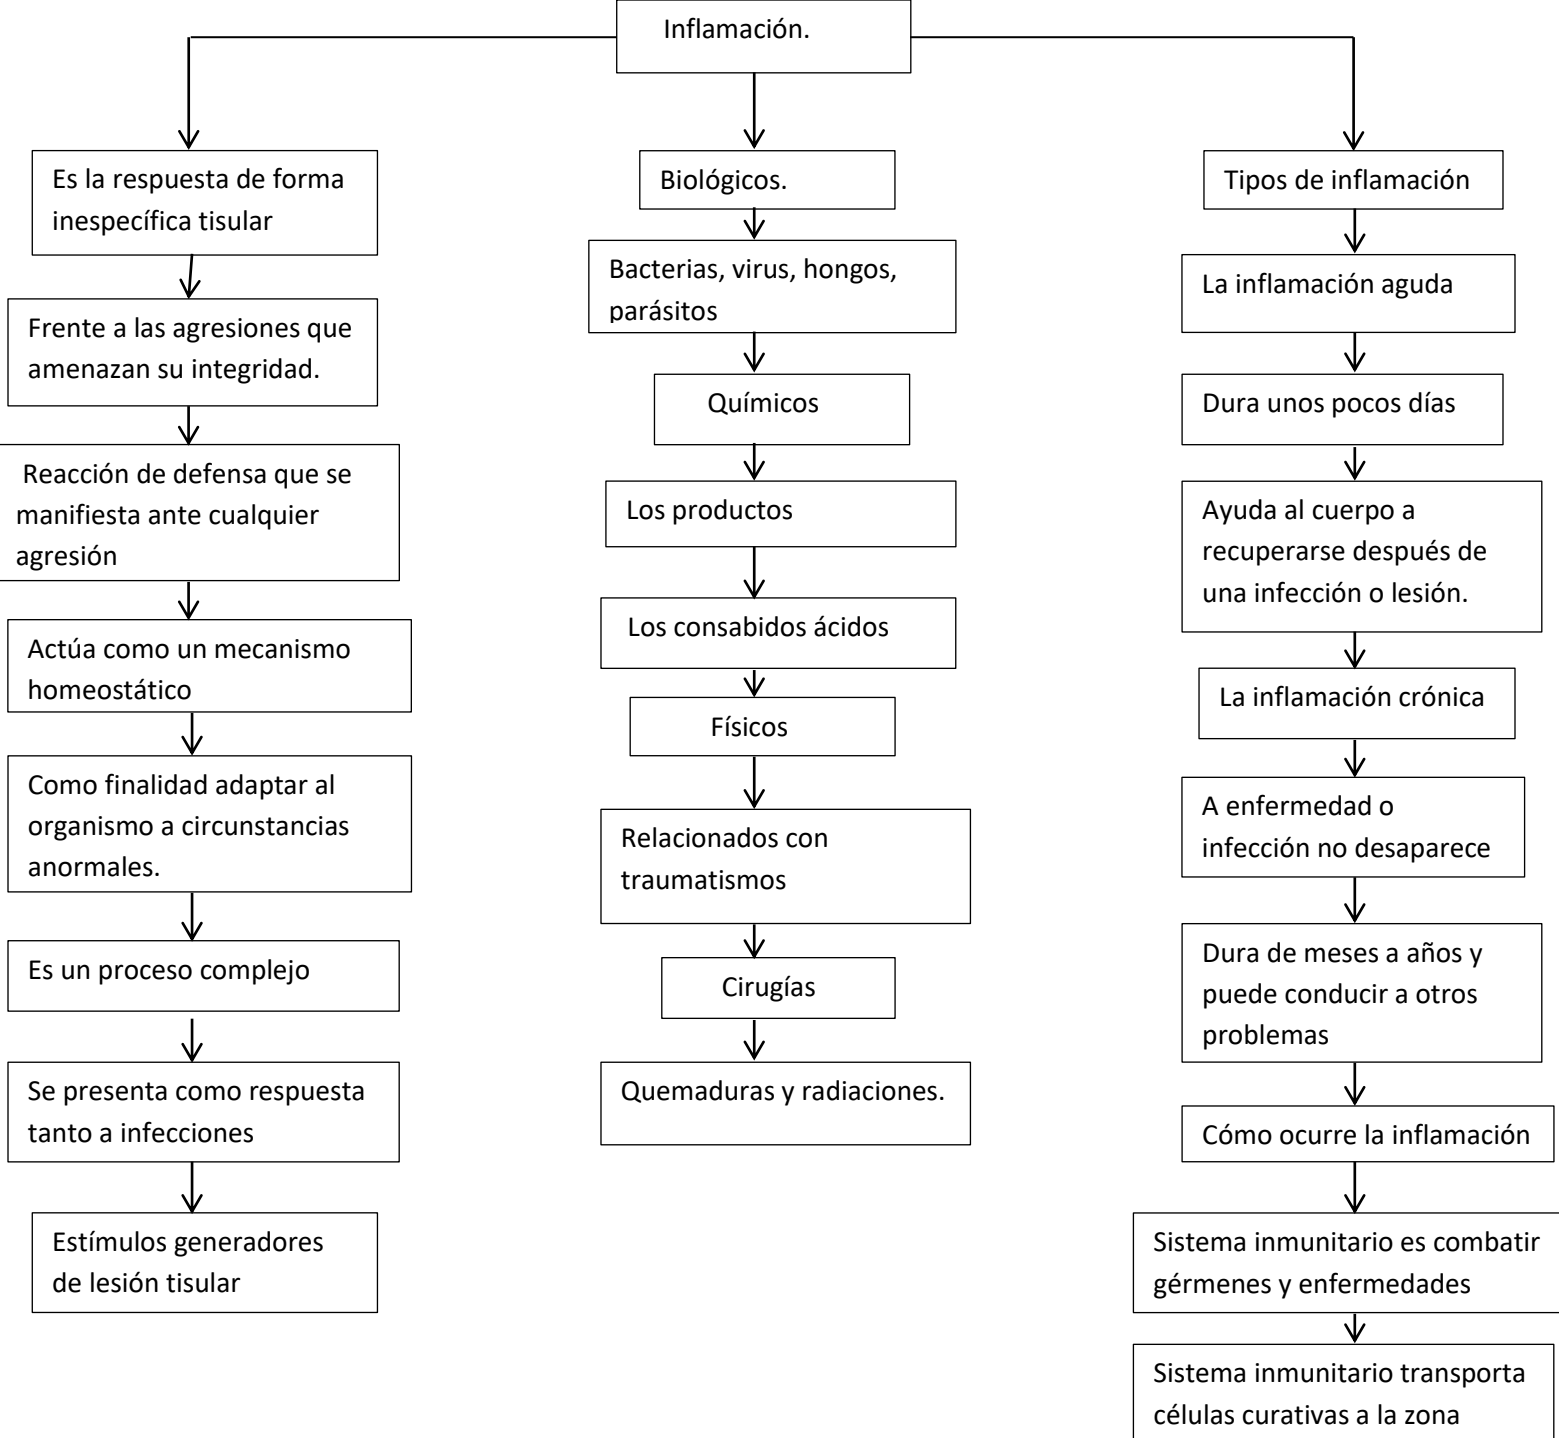 Inflamación.
Es la respuesta de forma
inespecífica tisular
Frente a las agresiones que
amenazan su integridad.
Reacción de defensa que se
manifiesta ante cualquier
agresión
Actúa como un mecanismo
homeostático
Como finalidad adaptar al
organismo a circunstancias
anormales.
Es un proceso complejo
Se presenta como respuesta
tanto a infecciones
Estímulos generadores
de lesión tisular
Biológicos.
Bacterias, virus, hongos,
parásitos
Químicos
Los productos
Los consabidos ácidos
Físicos
Relacionados con
traumatismos
Cirugías
Quemaduras y radiaciones.
Tipos de inflamación
La inflamación aguda
Dura unos pocos días
Ayuda al cuerpo a
recuperarse después de
una infección o lesión.
La inflamación crónica
A enfermedad o
infección no desaparece
Dura de meses a años y
puede conducir a otros
problemas
Cómo ocurre la inflamación
Sistema inmunitario es combatir
gérmenes y enfermedades
Sistema inmunitario transporta
células curativas a la zona